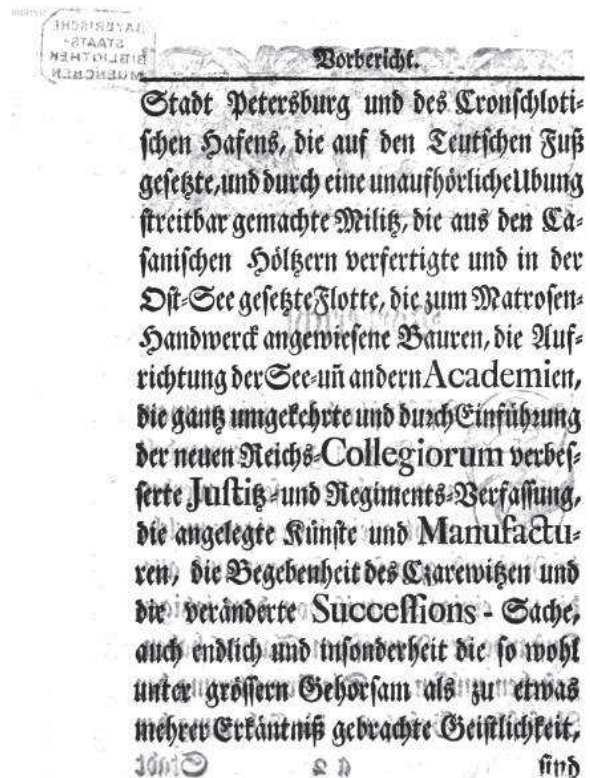 BAYERISCHE
STAATS-
BIBLIOTHEK
MUENCHEN
Vorbericht.
Stadt Petersburg und des Cronschloti-
schen Hafens, die auf den Teutschen Fuß
gesetzte, und durch eine unaufhörliche Ubung
streitbar gemachte Militz, die aus den Ca-
sanischen Höltzern verfertigte und in der
Ost-See gesetzte Flotte, die zum Matrosen-
Handwerck angewiesene Bauren, die Auf-
richtung der See-uñ andern Academien,
die gantz umgekehrte und durch Einführung
der neuen Reichs-Collegiorum verbes-
serte Justitz-und Regiments-Verfassung,
die angelegte Künste und Manufactu-
ren, die Begebenheit des Czarewitzen und
die veränderte Successions - Sache,
auch endlich und insonderheit die so wohl
unter grössern Gehorsam als zu etwas
mehrer Erkäntniß gebrachte Geistlichkeit,
sind